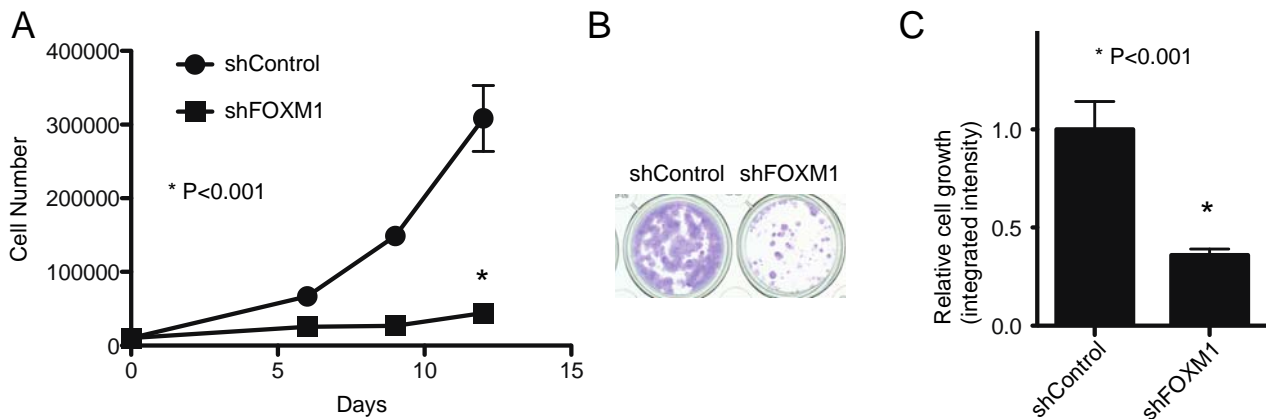 A
400000
300000
200000
100000
0
Cell Number
shControl
shFOXM1
* P<0.001
*
0
5
10
15
Days
B
shControl shFOXM1
C
* P<0.001
Relative cell growth
(integrated intensity)
1.0
0.5
0.0
*
shControl
shFOXM1